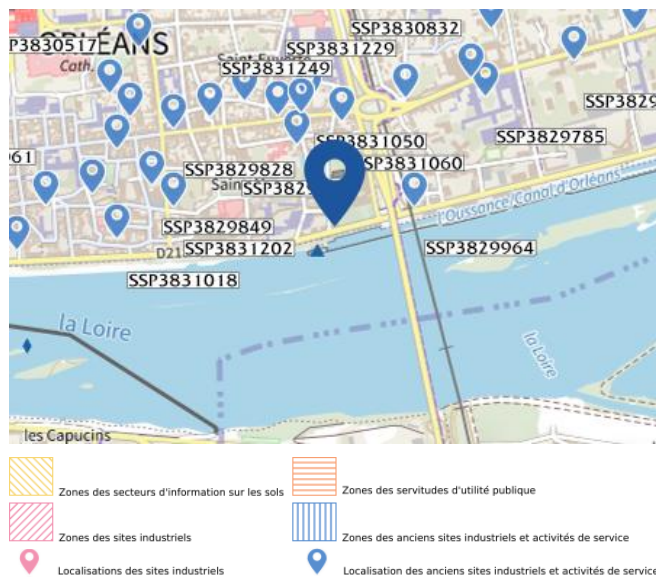 SSP3830832
SSP3830517
ORLÉANS
Cath.
SSP3831229
SSP3831249
SSP3829785
SSP3831050
SSP3831060
SSP3829828
SSP3829849
D21
SSP3831202
l'Oussance/Canal d'Orléans
SSP3829964
SSP3831018
la Loire
la Loire
les Capucins
Zones des secteurs d'information sur les sols
Zones des servitudes d'utilité publique
Zones des sites industriels
Zones des anciens sites industriels et activités de service
Localisations des sites industriels
Localisation des anciens sites industriels et activités de service